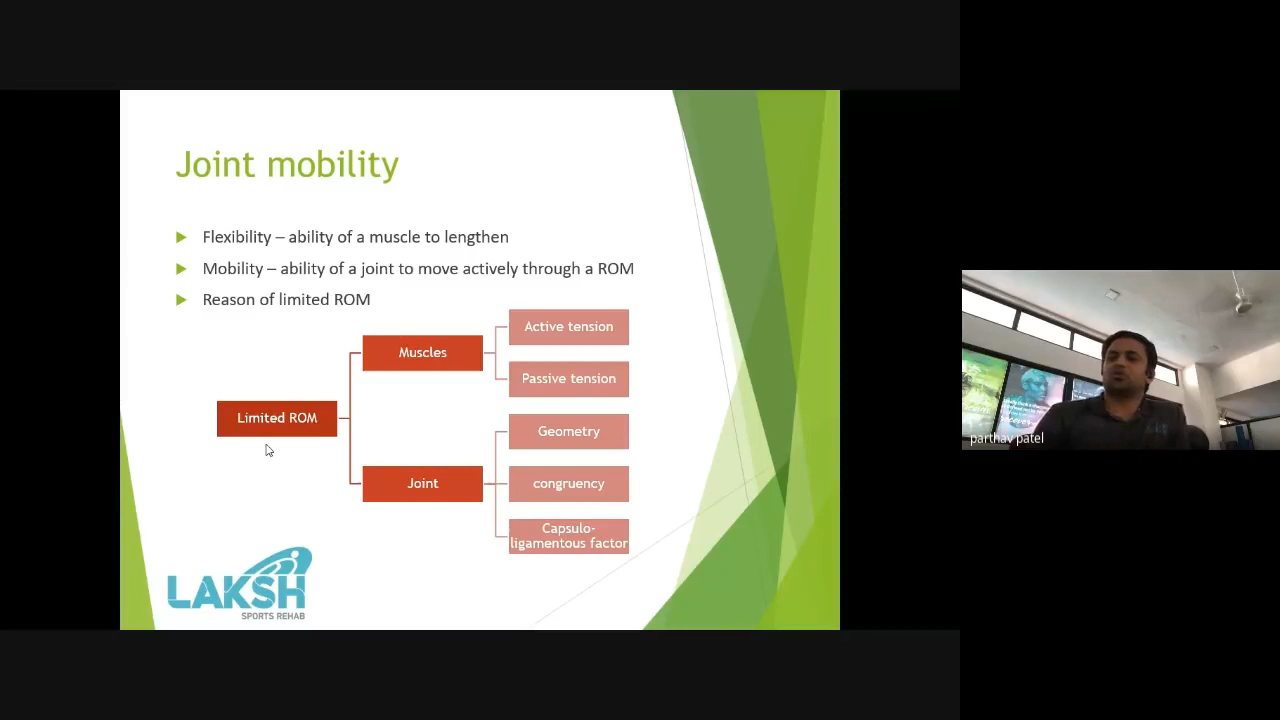 Joint mobility
Flexibility – ability of a muscle to lengthen
Mobility – ability of a joint to move actively through a ROM
Reason of limited ROM
Limited ROM
Muscles
Active tension
Passive tension
Joint
Geometry
congruency
Capsulo-
ligamentous factor
LAKSH
SPORTS REHAB
parthav patel